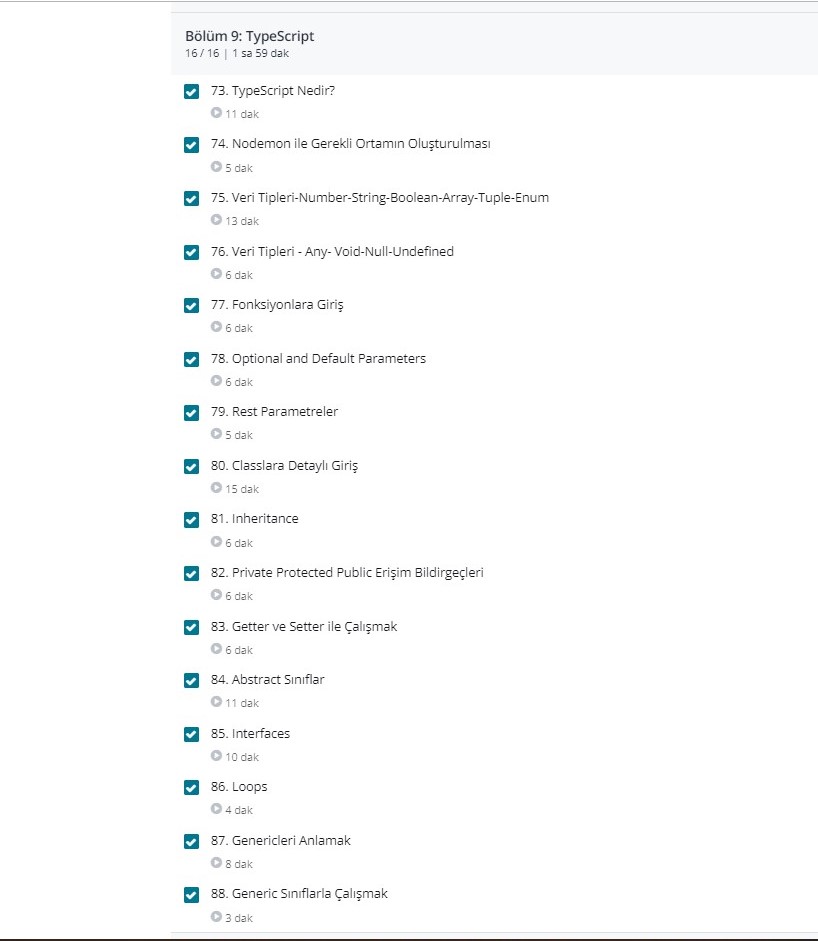 Bölüm 9: TypeScript
16 / 16 | 1 sa 59 dak
73. TypeScript Nedir?
11 dak
74. Nodemon ile Gerekli Ortamın Oluşturulması
5 dak
75. Veri Tipleri-Number-String-Boolean-Array-Tuple-Enum
13 dak
76. Veri Tipleri - Any- Void-Null-Undefined
6 dak
77. Fonksiyonlara Giriş
6 dak
78. Optional and Default Parameters
6 dak
79. Rest Parametreler
5 dak
80. Classlara Detaylı Giriş
15 dak
81. Inheritance
6 dak
82. Private Protected Public Erişim Bildirgeçleri
6 dak
83. Getter ve Setter ile Çalışmak
6 dak
84. Abstract Sınıflar
11 dak
85. Interfaces
10 dak
86. Loops
4 dak
87. Genericleri Anlamak
8 dak
88. Generic Sınıflarla Çalışmak
3 dak